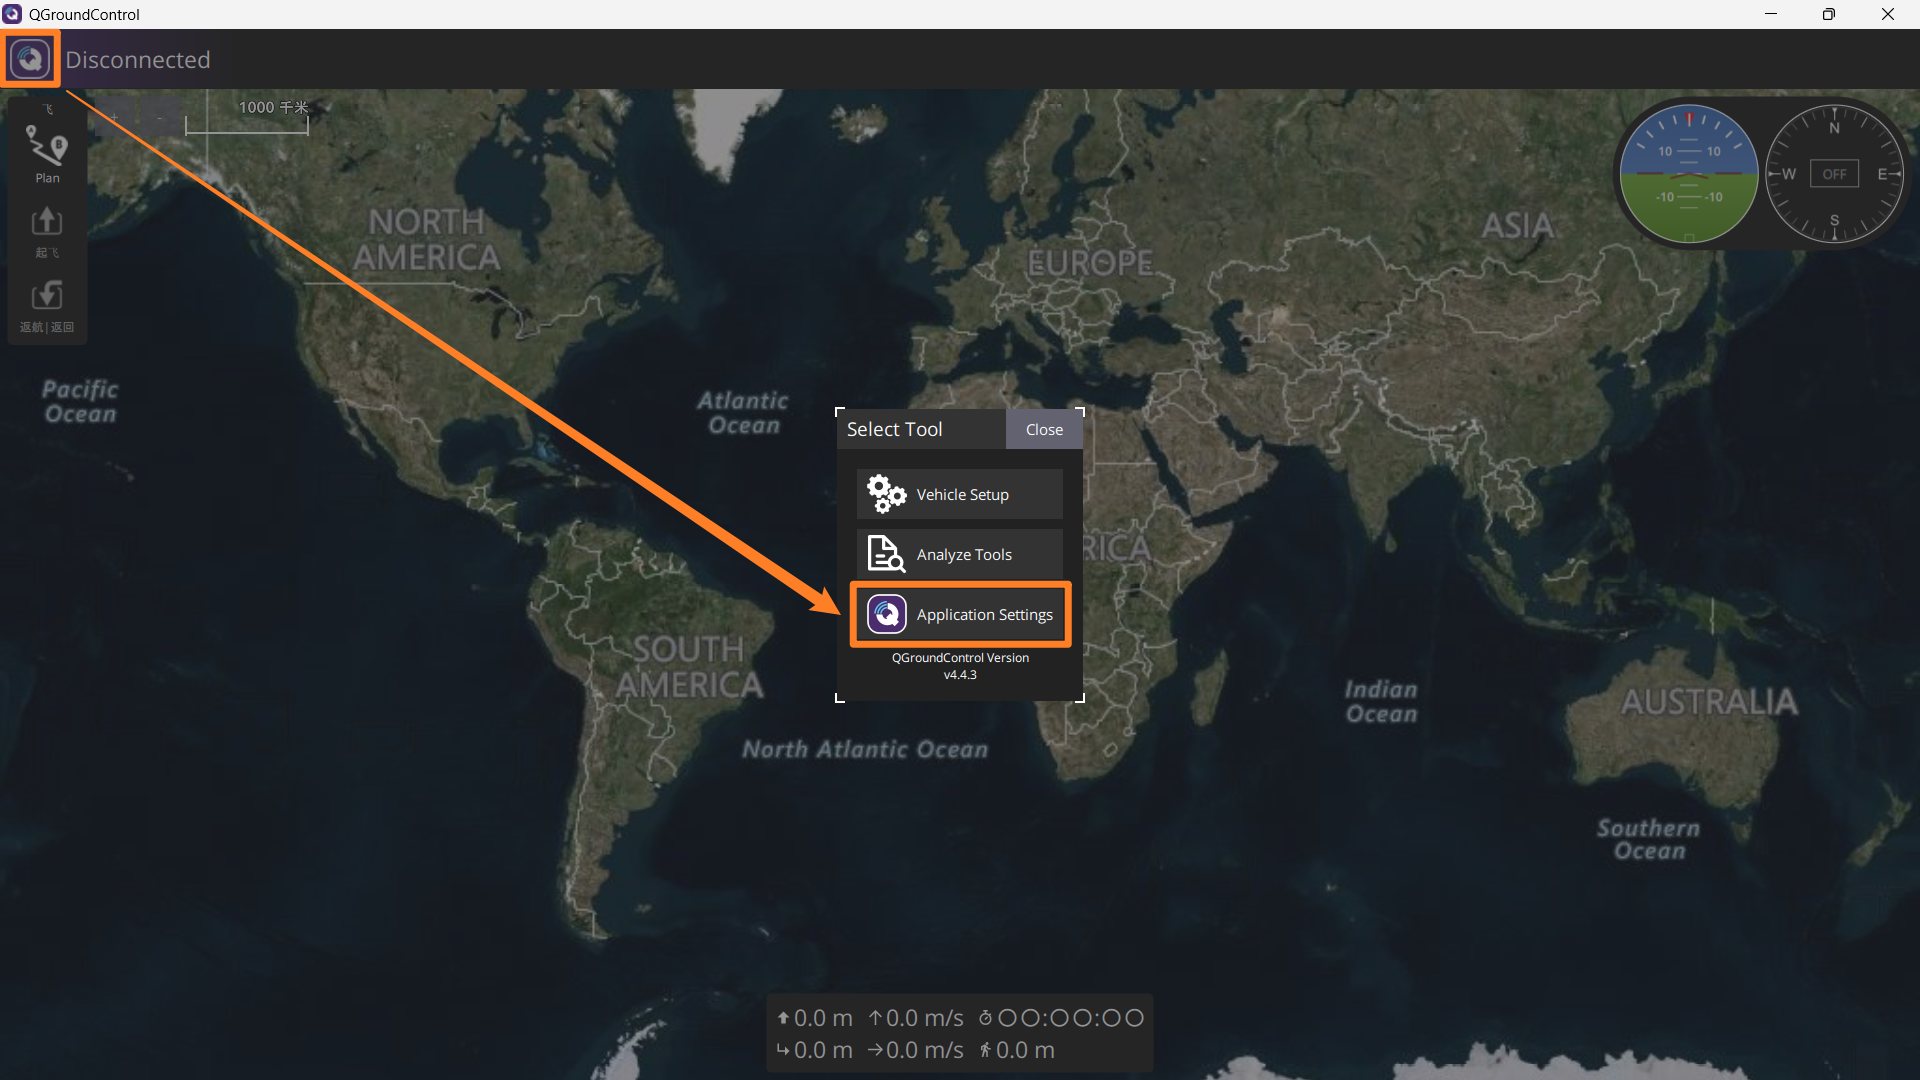 QGroundControl
Disconnected
飞
+ -
1000 千米
Plan
起飞
返航|返回
10 10
-10 -10
N
W OFF E
S
NORTH
AMERICA
EUROPE
ASIA
Pacific
Ocean
Atlantic
Ocean
Select Tool Close
Vehicle Setup
Analyze Tools
RICA
Application Settings
QGroundControl Version
v4.4.3
SOUTH
AMERICA
Indian
Ocean
AUSTRALIA
North Atlantic Ocean
Southern
Ocean
0.0 m 0.0 m/s 00:00:00
0.0 m 0.0 m/s 0.0 m